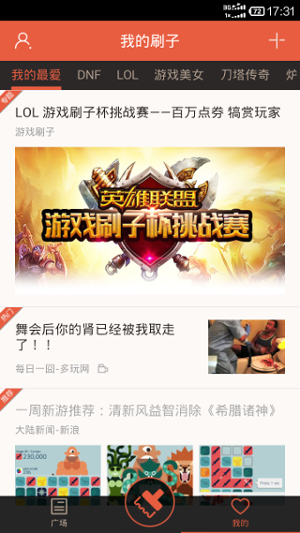 72 17:31
我的刷子
我的最爱 DNF LOL 游戏美女 刀塔传奇 炉
专题
LOL 游戏刷子杯挑战赛——百万点券 犒赏玩家
游戏刷子
英雄联盟
游戏刷子杯挑战赛
热门
舞会后你的肾已经被我取走
了！！
每日一囧-多玩网
推荐
一周新游推荐：清新风益智消除《希腊诸神》
大陆新闻-新浪
230,000
广场
我的